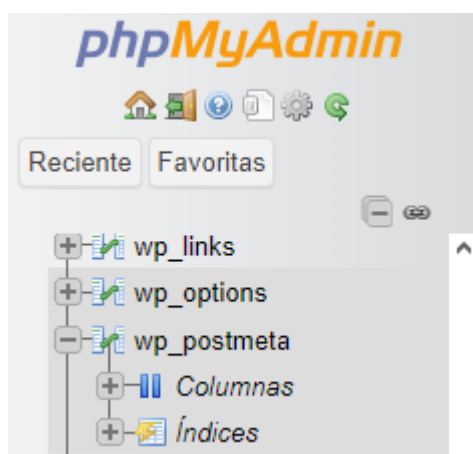 phpMyAdmin
Reciente Favoritas
wp_links
wp_options
wp_postmeta
Columnas
Índices